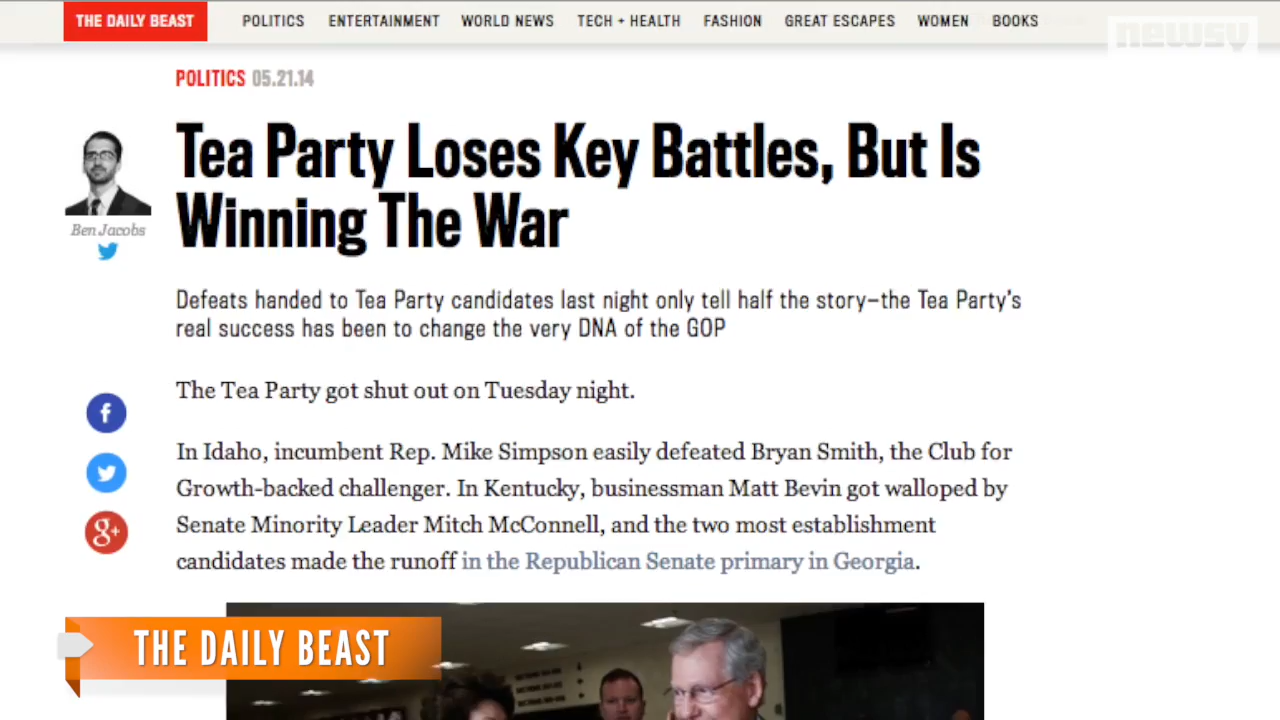 THE DAILY BEAST POLITICS ENTERTAINMENT WORLD NEWS TECH + HEALTH FASHION GREAT ESCAPES WOMEN BOOKS
newsy
POLITICS 05.21.14
Tea Party Loses Key Battles, But Is
Winning The War
Ben Jacobs
Defeats handed to Tea Party candidates last night only tell half the story–the Tea Party's
real success has been to change the very DNA of the GOP
The Tea Party got shut out on Tuesday night.
In Idaho, incumbent Rep. Mike Simpson easily defeated Bryan Smith, the Club for
Growth-backed challenger. In Kentucky, businessman Matt Bevin got walloped by
Senate Minority Leader Mitch McConnell, and the two most establishment
candidates made the runoff in the Republican Senate primary in Georgia.
f
g+
THE DAILY BEAST